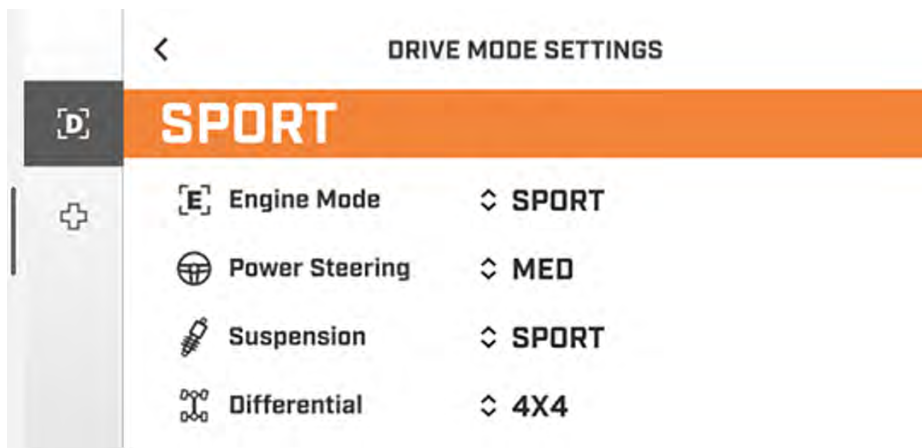 DRIVE MODE SETTINGS
[D]
SPORT
[E] Engine Mode SPORT
Power Steering MED
Suspension SPORT
Differential 4X4